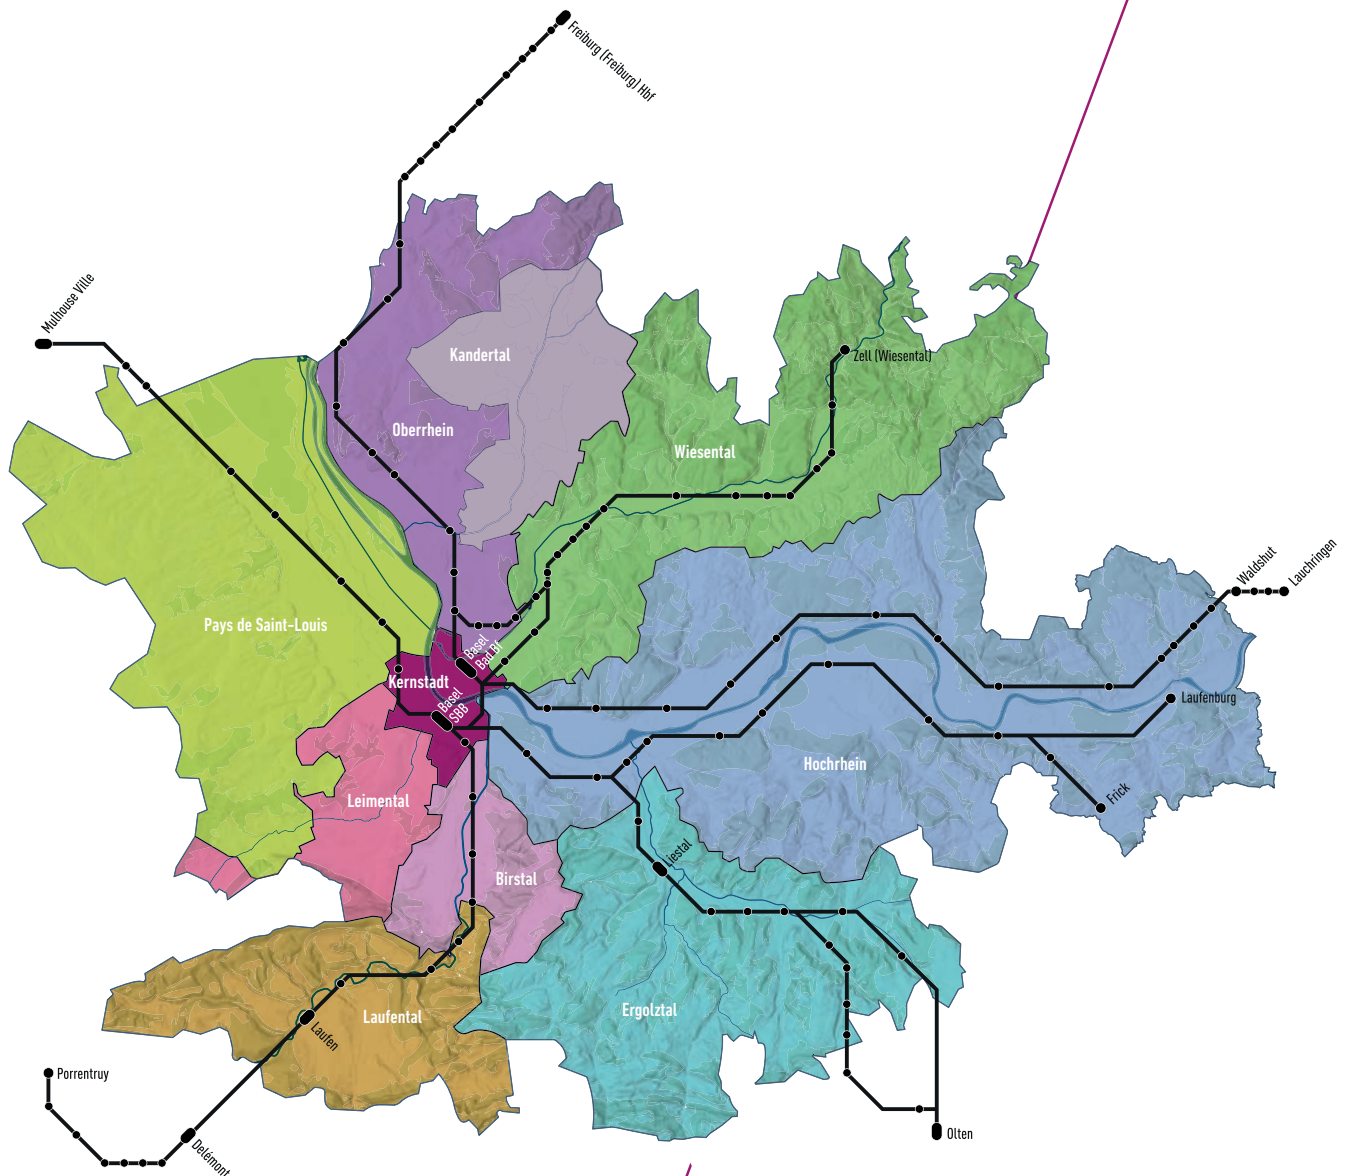 Freiburg (Freiburg) Hbf
Mulhouse Ville
Kandertal
Zell (Wiesental)
Oberrhein
Wiesental
Waldshut
Lauchringen
Pays de Saint-Louis
Basel
Bad Bf
Kernstadt
Basel
SBB
Laufenburg
Hochrhein
Leimental
Frick
Liestal
Birstal
Ergolztal
Laufental
Laufen
Porrentruy
Olten
Delémont